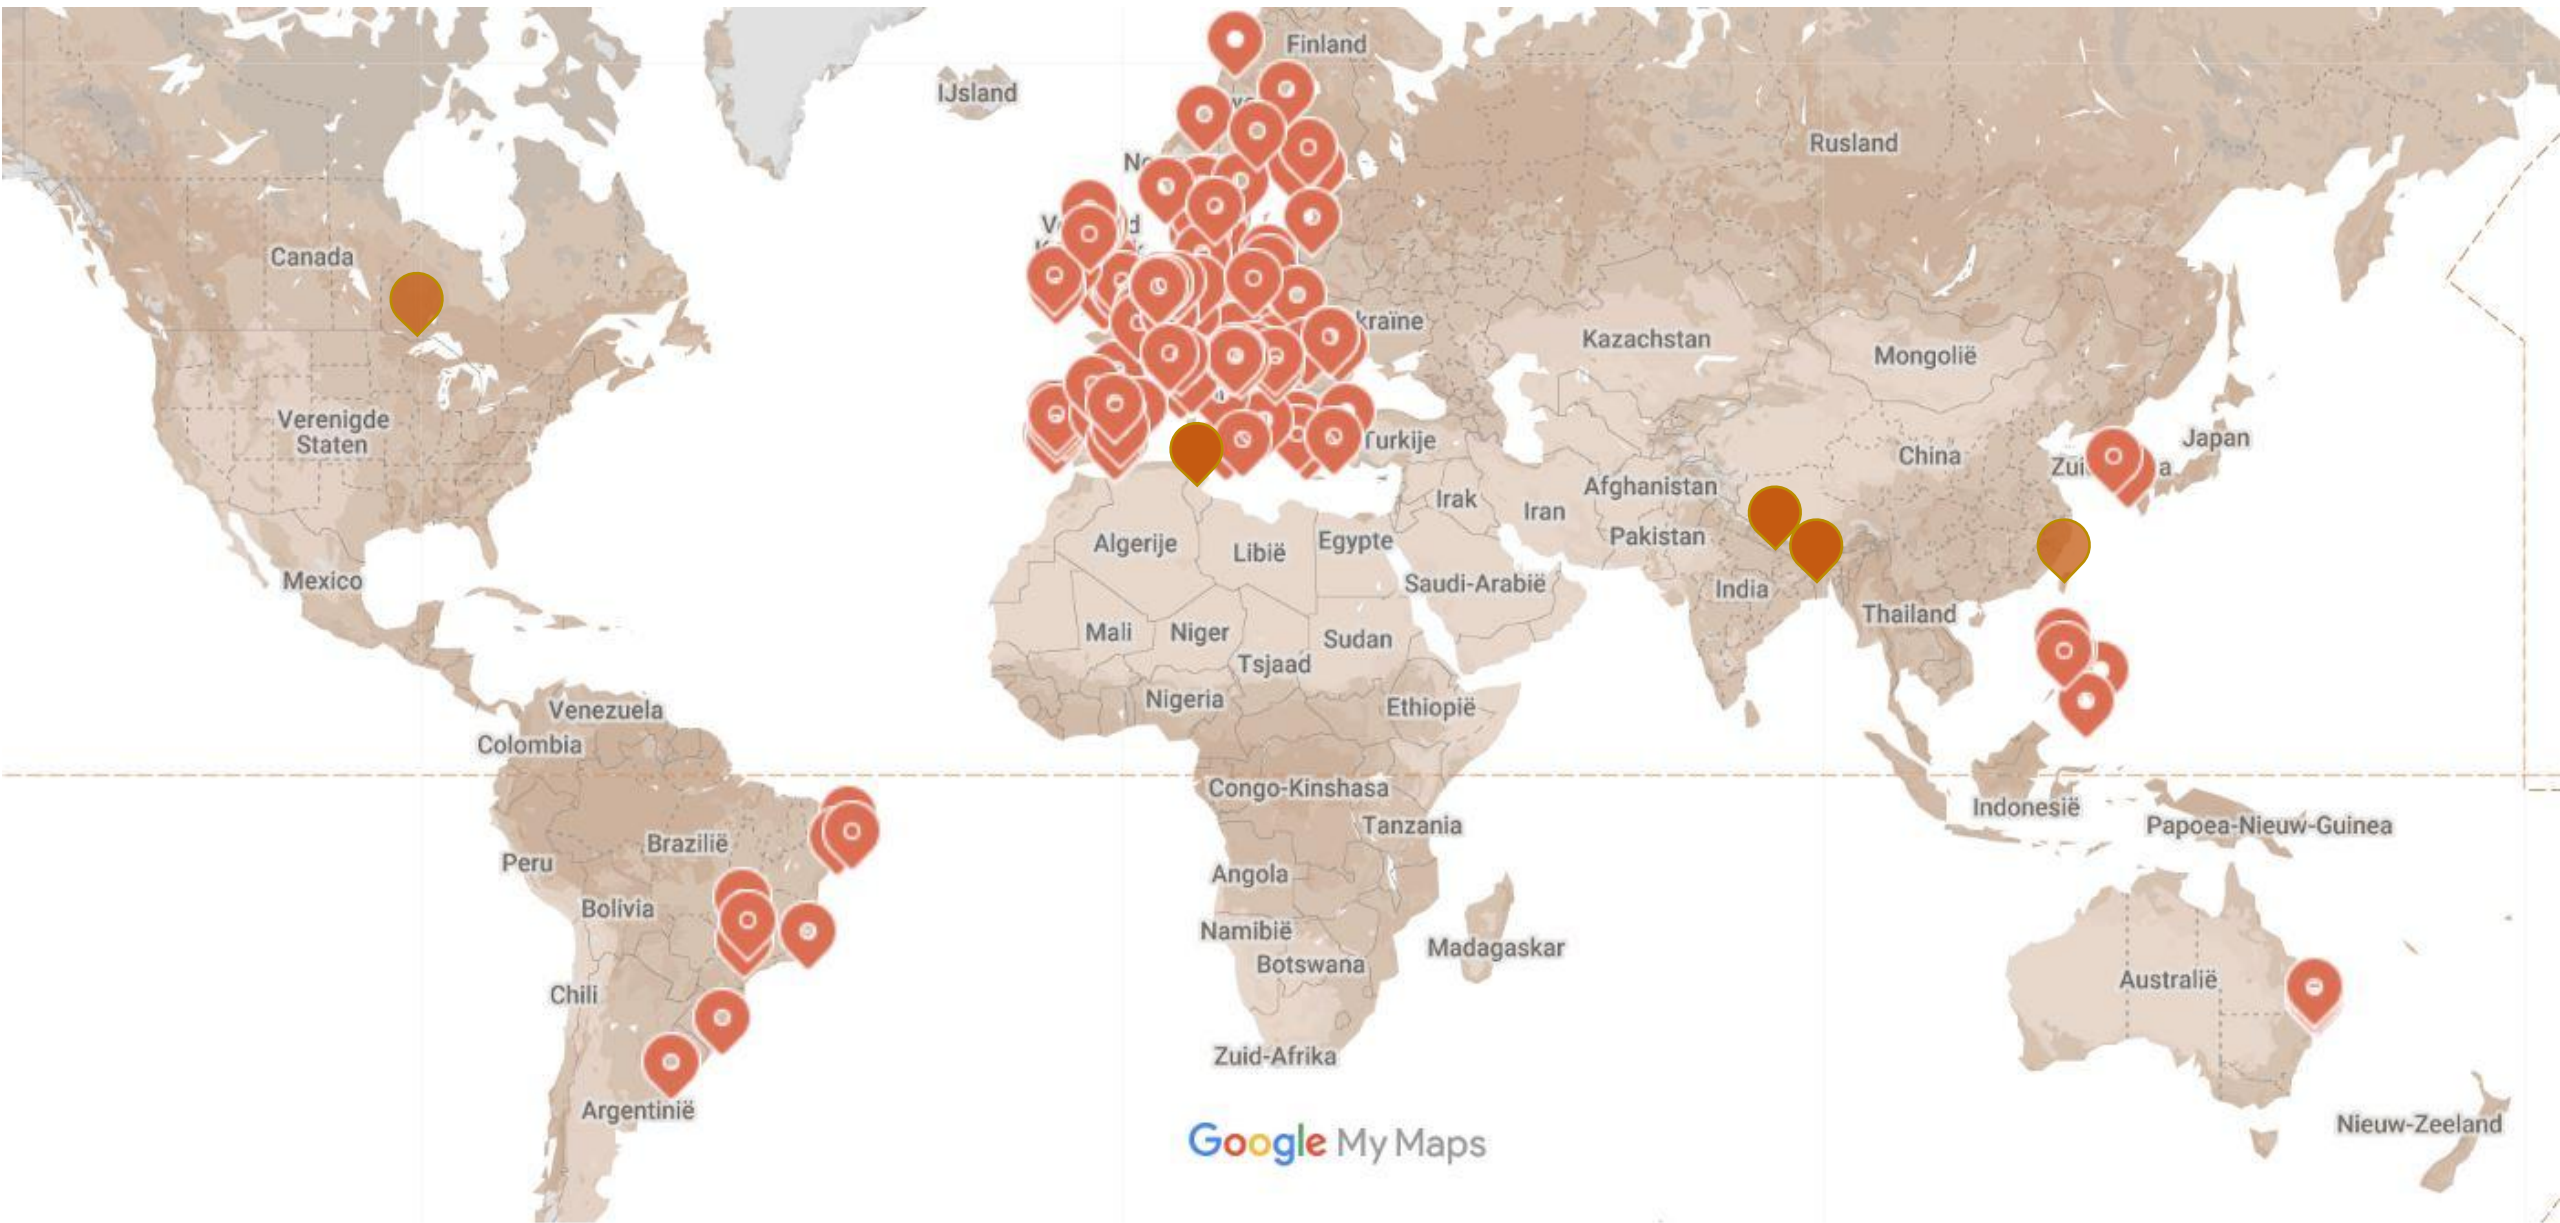 Finland
IJsland
Rusland
Canada
Kazachstan
Mongolië
Verenigde
Staten
Turkije
China
Japan
Irak
Afghanistan
Iran
Pakistan
Algerije
Libië
Egypte
Mexico
Saudi-Arabië
India
Thailand
Mali
Niger
Sudan
Tsjaad
Nigeria
Ethiopië
Venezuela
Colombia
Congo-Kinshasa
Indonesië
Tanzania
Papoea-Nieuw-Guinea
Brazilië
Peru
Angola
Bolivia
Namibië
Madagaskar
Botswana
Australië
Chili
Zuid-Afrika
Argentinië
Nieuw-Zeeland
Google My Maps